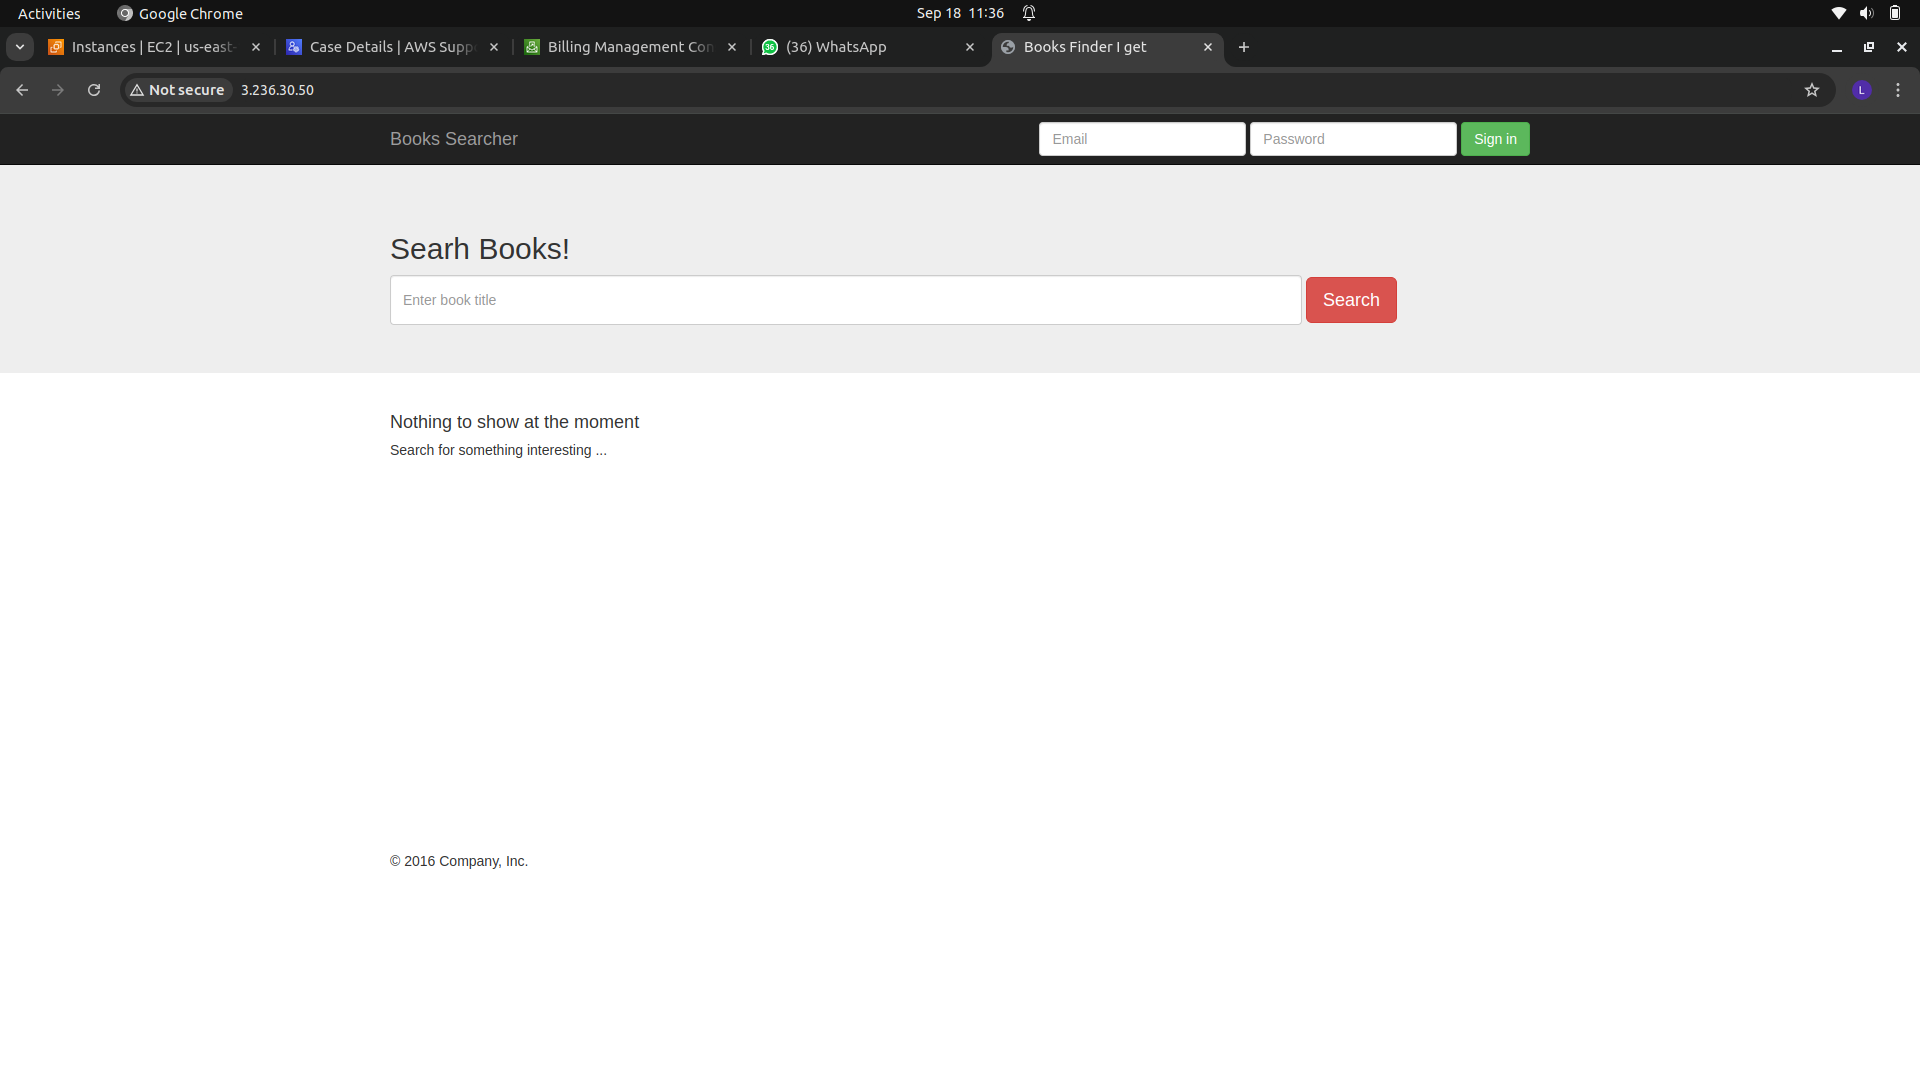 Activities
Google Chrome
Sep 18 11:36
Instances | EC2 | us-east-
Case Details | AWS Supp
Billing Management Con
(36) WhatsApp
Books Finder I get
Not secure
3.236.30.50
L
Books Searcher
Email
Password
Sign in
Searh Books!
Enter book title
Search
Nothing to show at the moment
Search for something interesting ...
© 2016 Company, Inc.